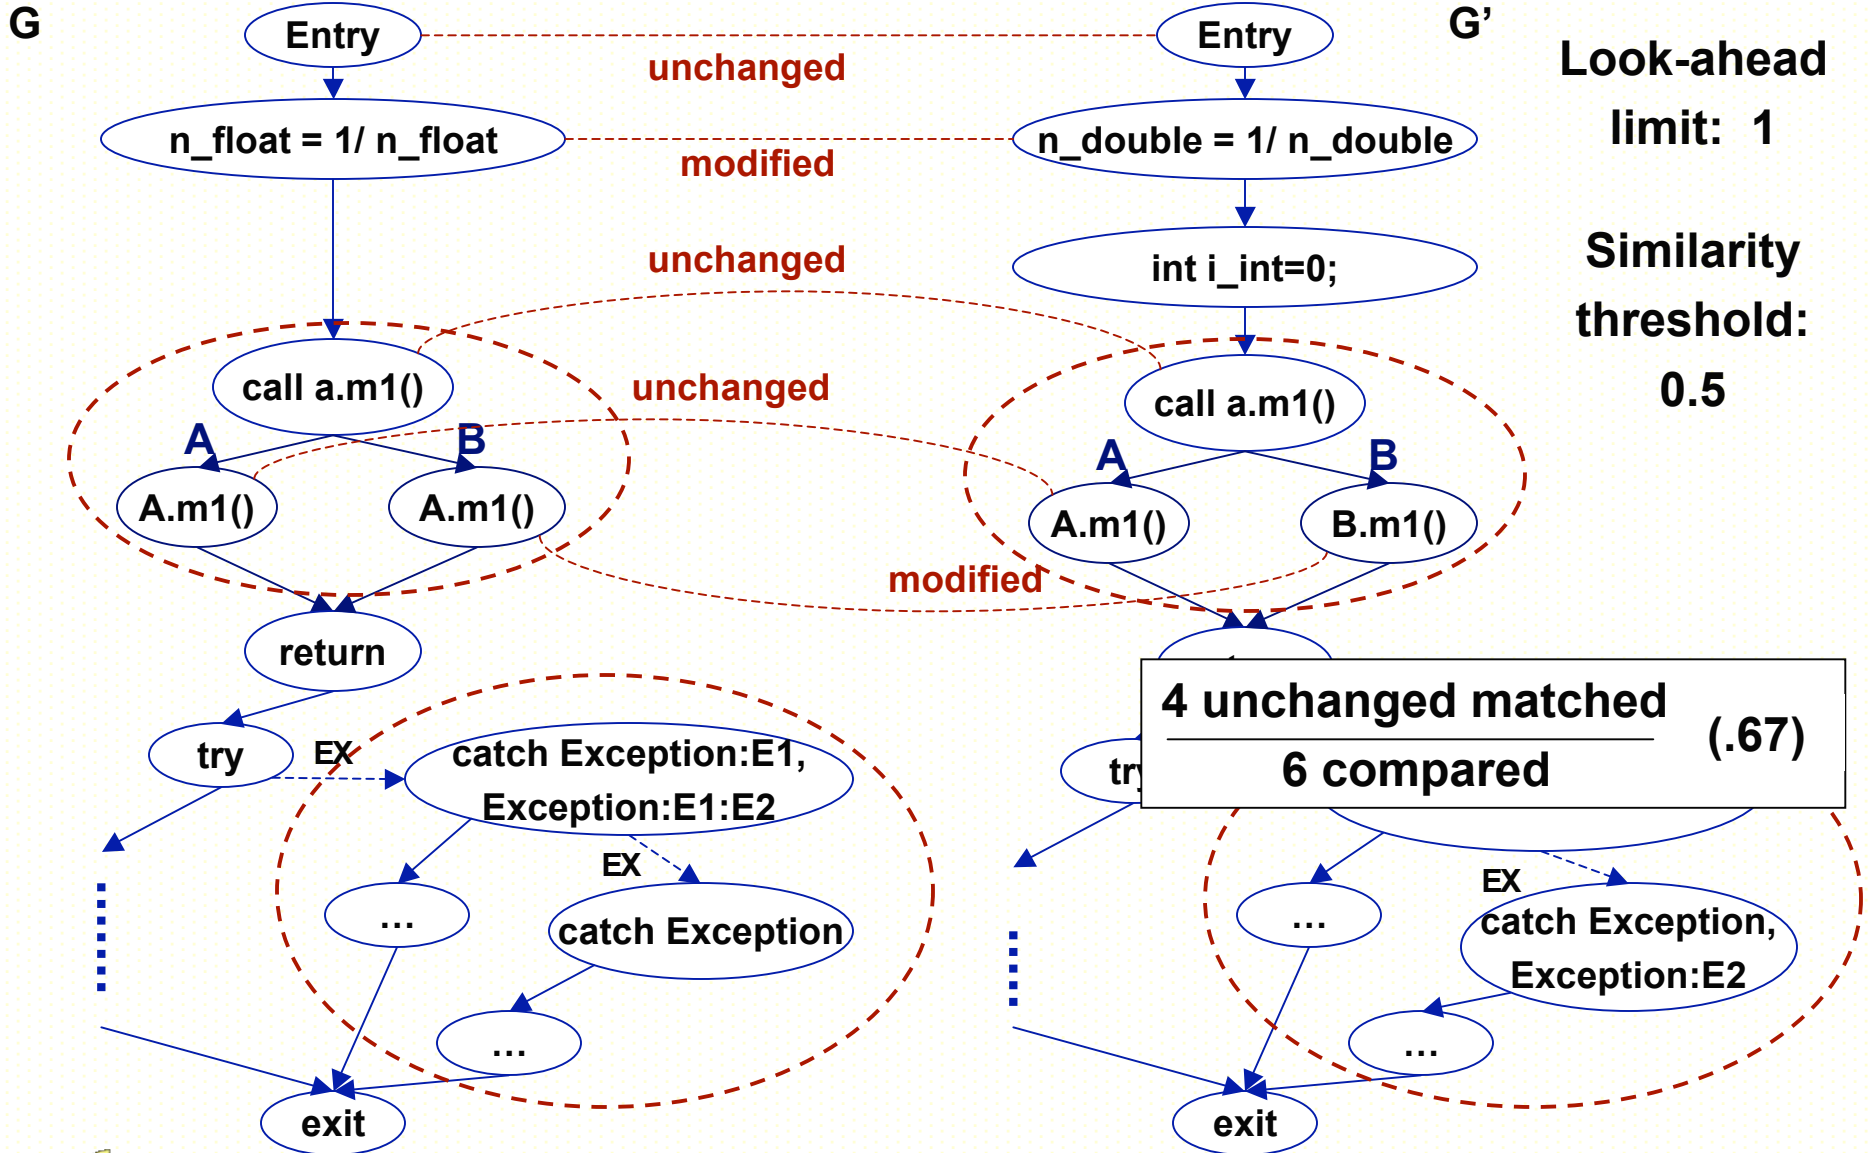 G
Entry
unchanged
Entry
G’
Look-ahead
limit: 1
n_float = 1/ n_float
modified
n_double = 1/ n_double
unchanged
int i_int=0;
Similarity
threshold:
0.5
call a.m1()
unchanged
call a.m1()
A
B
A
B
A.m1()
A.m1()
A.m1()
B.m1()
modified
return
4 unchanged matched
6 compared
(.67)
try
EX
catch Exception:E1,
Exception:E1:E2
EX
…
catch Exception
EX
…
catch Exception,
Exception:E2
…
…
exit
exit